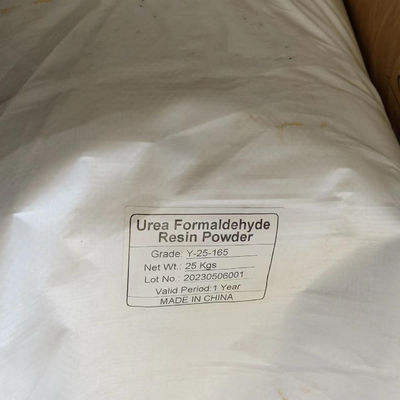 Urea Formaldehyde
Resin Powder
Grade: Y-25-165
Net Wt.: 25 Kgs
Lot No.: 20230506001
Valid Period:1 Year
MADE IN CHINA